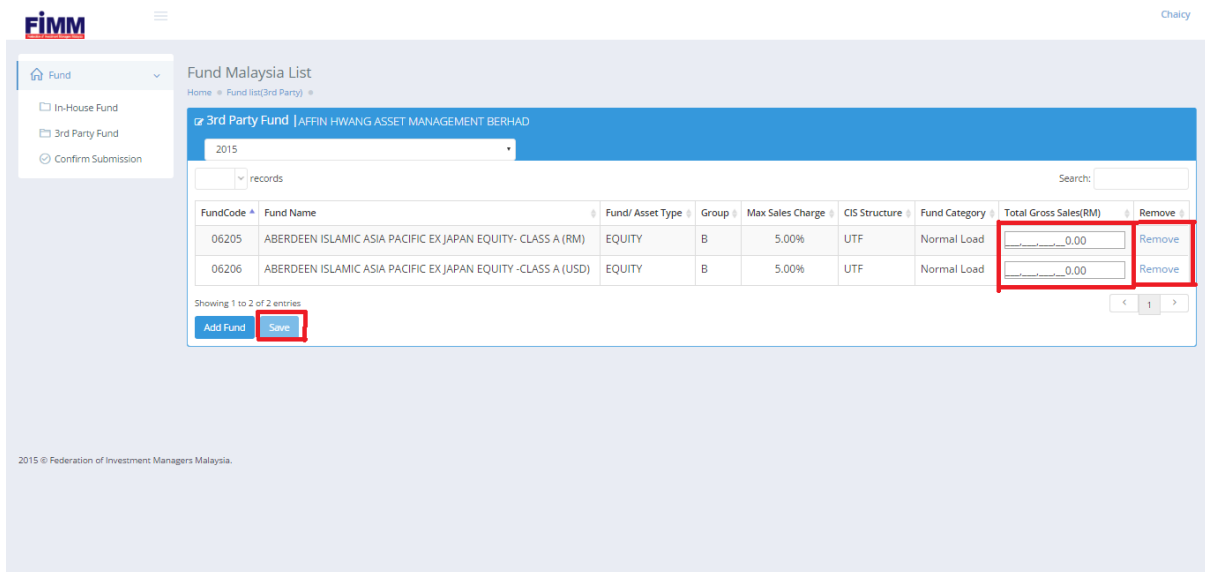 FiMM
Chaicy
Fund
In-House Fund
3rd Party Fund
Confirm Submission
Fund Malaysia List
Home Fund list(3rd Party)
3rd Party Fund | AFFIN HWANG ASSET MANAGEMENT BERHAD
2015
records
Search:
FundCode Fund Name Fund/ Asset Type Group Max Sales Charge CIS Structure Fund Category Total Gross Sales(RM) Remove
06205 ABERDEEN ISLAMIC ASIA PACIFIC EX JAPAN EQUITY- CLASS A (RM) EQUITY B 5.00% UTF Normal Load ___,___,___,___0.00 Remove
06206 ABERDEEN ISLAMIC ASIA PACIFIC EX JAPAN EQUITY -CLASS A (USD) EQUITY B 5.00% UTF Normal Load ___,___,___,___0.00 Remove
Showing 1 to 2 of 2 entries
< 1 >
Add Fund Save
2015 © Federation of Investment Managers Malaysia.